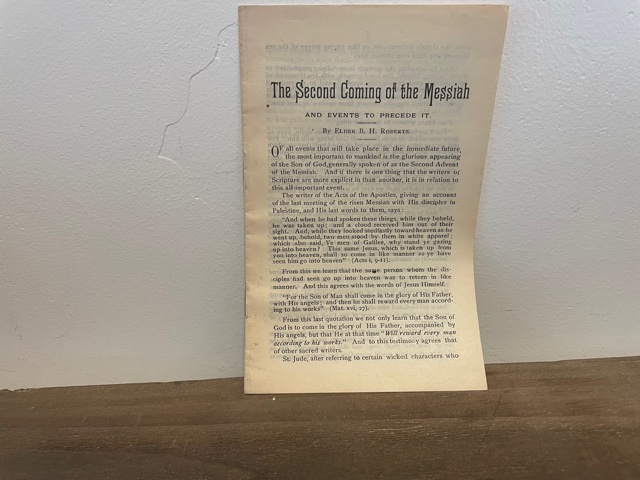 The Second Coming of the Messiah
AND EVENTS TO PRECEDE IT.
By ELDER B. H. ROBERTS.
OF all events that will take place in the immediate future,
the most important to mankind is the glorious appearing
of the Son of God, generally spoken of as the Second Advent
of the Messiah. And if there is one thing that the writers of
Scripture are more explicit in than another, it is in relation to
this all-important event.
The writer of the Acts of the Apostles, giving an account
of the last meeting of the risen Messiah with His disciples in
Palestine, and His last words to them, says:
"And when he had spoken these things, while they beheld,
he was taken up; and a cloud received him out of their
sight. And, while they looked stedfastly toward heaven as he
went up, behold, two men stood by them in white apparel;
which also said, Ye men of Galilee, why stand ye gazing
up into heaven? This same Jesus, which is taken up from
you into heaven, shall so come in like manner as ye have
seen him go into heaven" (Acts i, 9-11).
From this we learn that the same person whom the dis-
ciples had seen go up into heaven was to return in like
manner. And this agrees with the words of Jesus Himself.
"For the Son of Man shall come in the glory of His Father,
with His angels; and then he shall reward every man accord-
ing to his works" (Mat. xvi, 27).
From this last quotation we not only learn that the Son of
God is to come in the glory of His Father, accompanied by
His angels, but that He at that time "Will reward every man
according to his works." And to this testimony agrees that
of other sacred writers.
St. Jude, after referring to certain wicked characters who